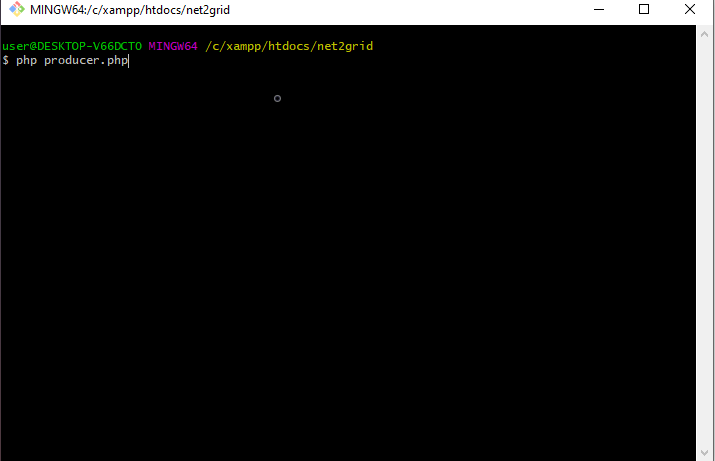 MINGW64:/c/xampp/htdocs/net2grid
user@DESKTOP-V66DCTO MINGW64 /c/xampp/htdocs/net2grid
$ php producer.php